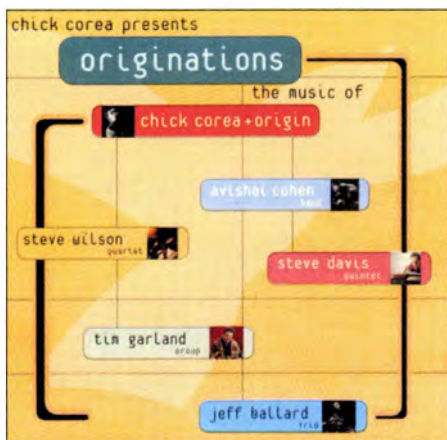 chick corea presents
originations
the music of
chick corea + origin
avishai cohen
band
steve wilson
quartet
steve davis
quintet
tim garland
group
jeff ballard
trio